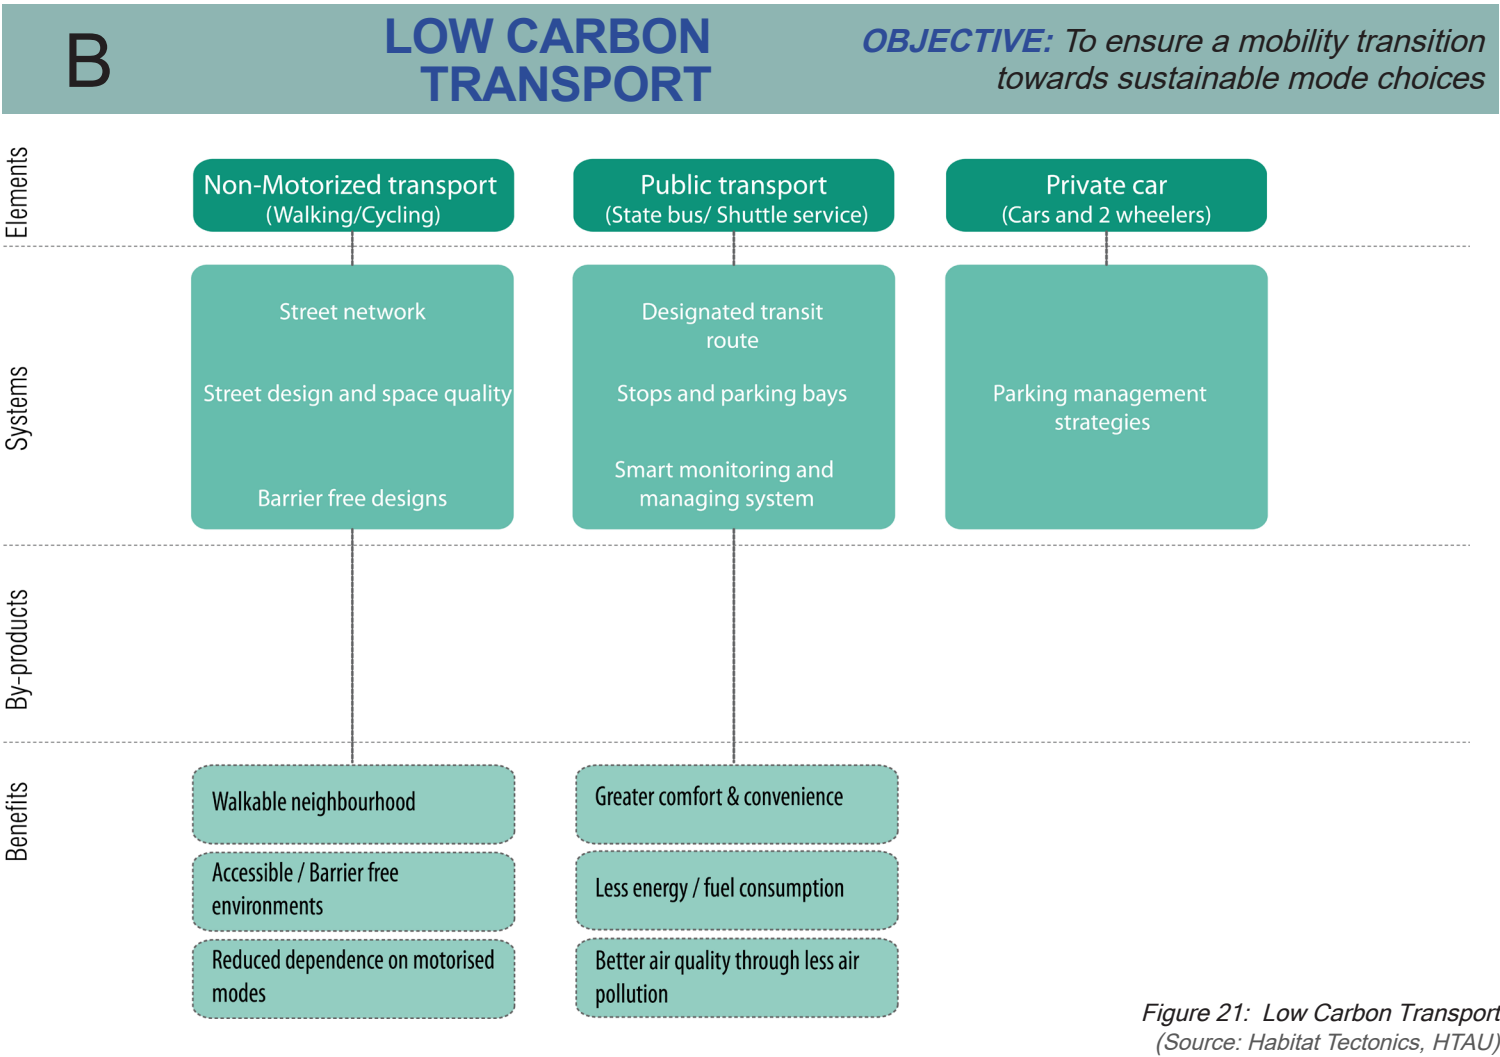 B
LOW CARBON
TRANSPORT
OBJECTIVE: To ensure a mobility transition
towards sustainable mode choices
Elements
Non-Motorized transport
(Walking/Cycling)
Public transport
(State bus/ Shuttle service)
Private car
(Cars and 2 wheelers)
Systems
Street network
Street design and space quality
Barrier free designs
Designated transit
route
Stops and parking bays
Smart monitoring and
managing system
Parking management
strategies
By-products
Benefits
Walkable neighbourhood
Accessible / Barrier free
environments
Reduced dependence on motorised
modes
Greater comfort & convenience
Less energy / fuel consumption
Better air quality through less air
pollution
Figure 21: Low Carbon Transport
(Source: Habitat Tectonics, HTAU)